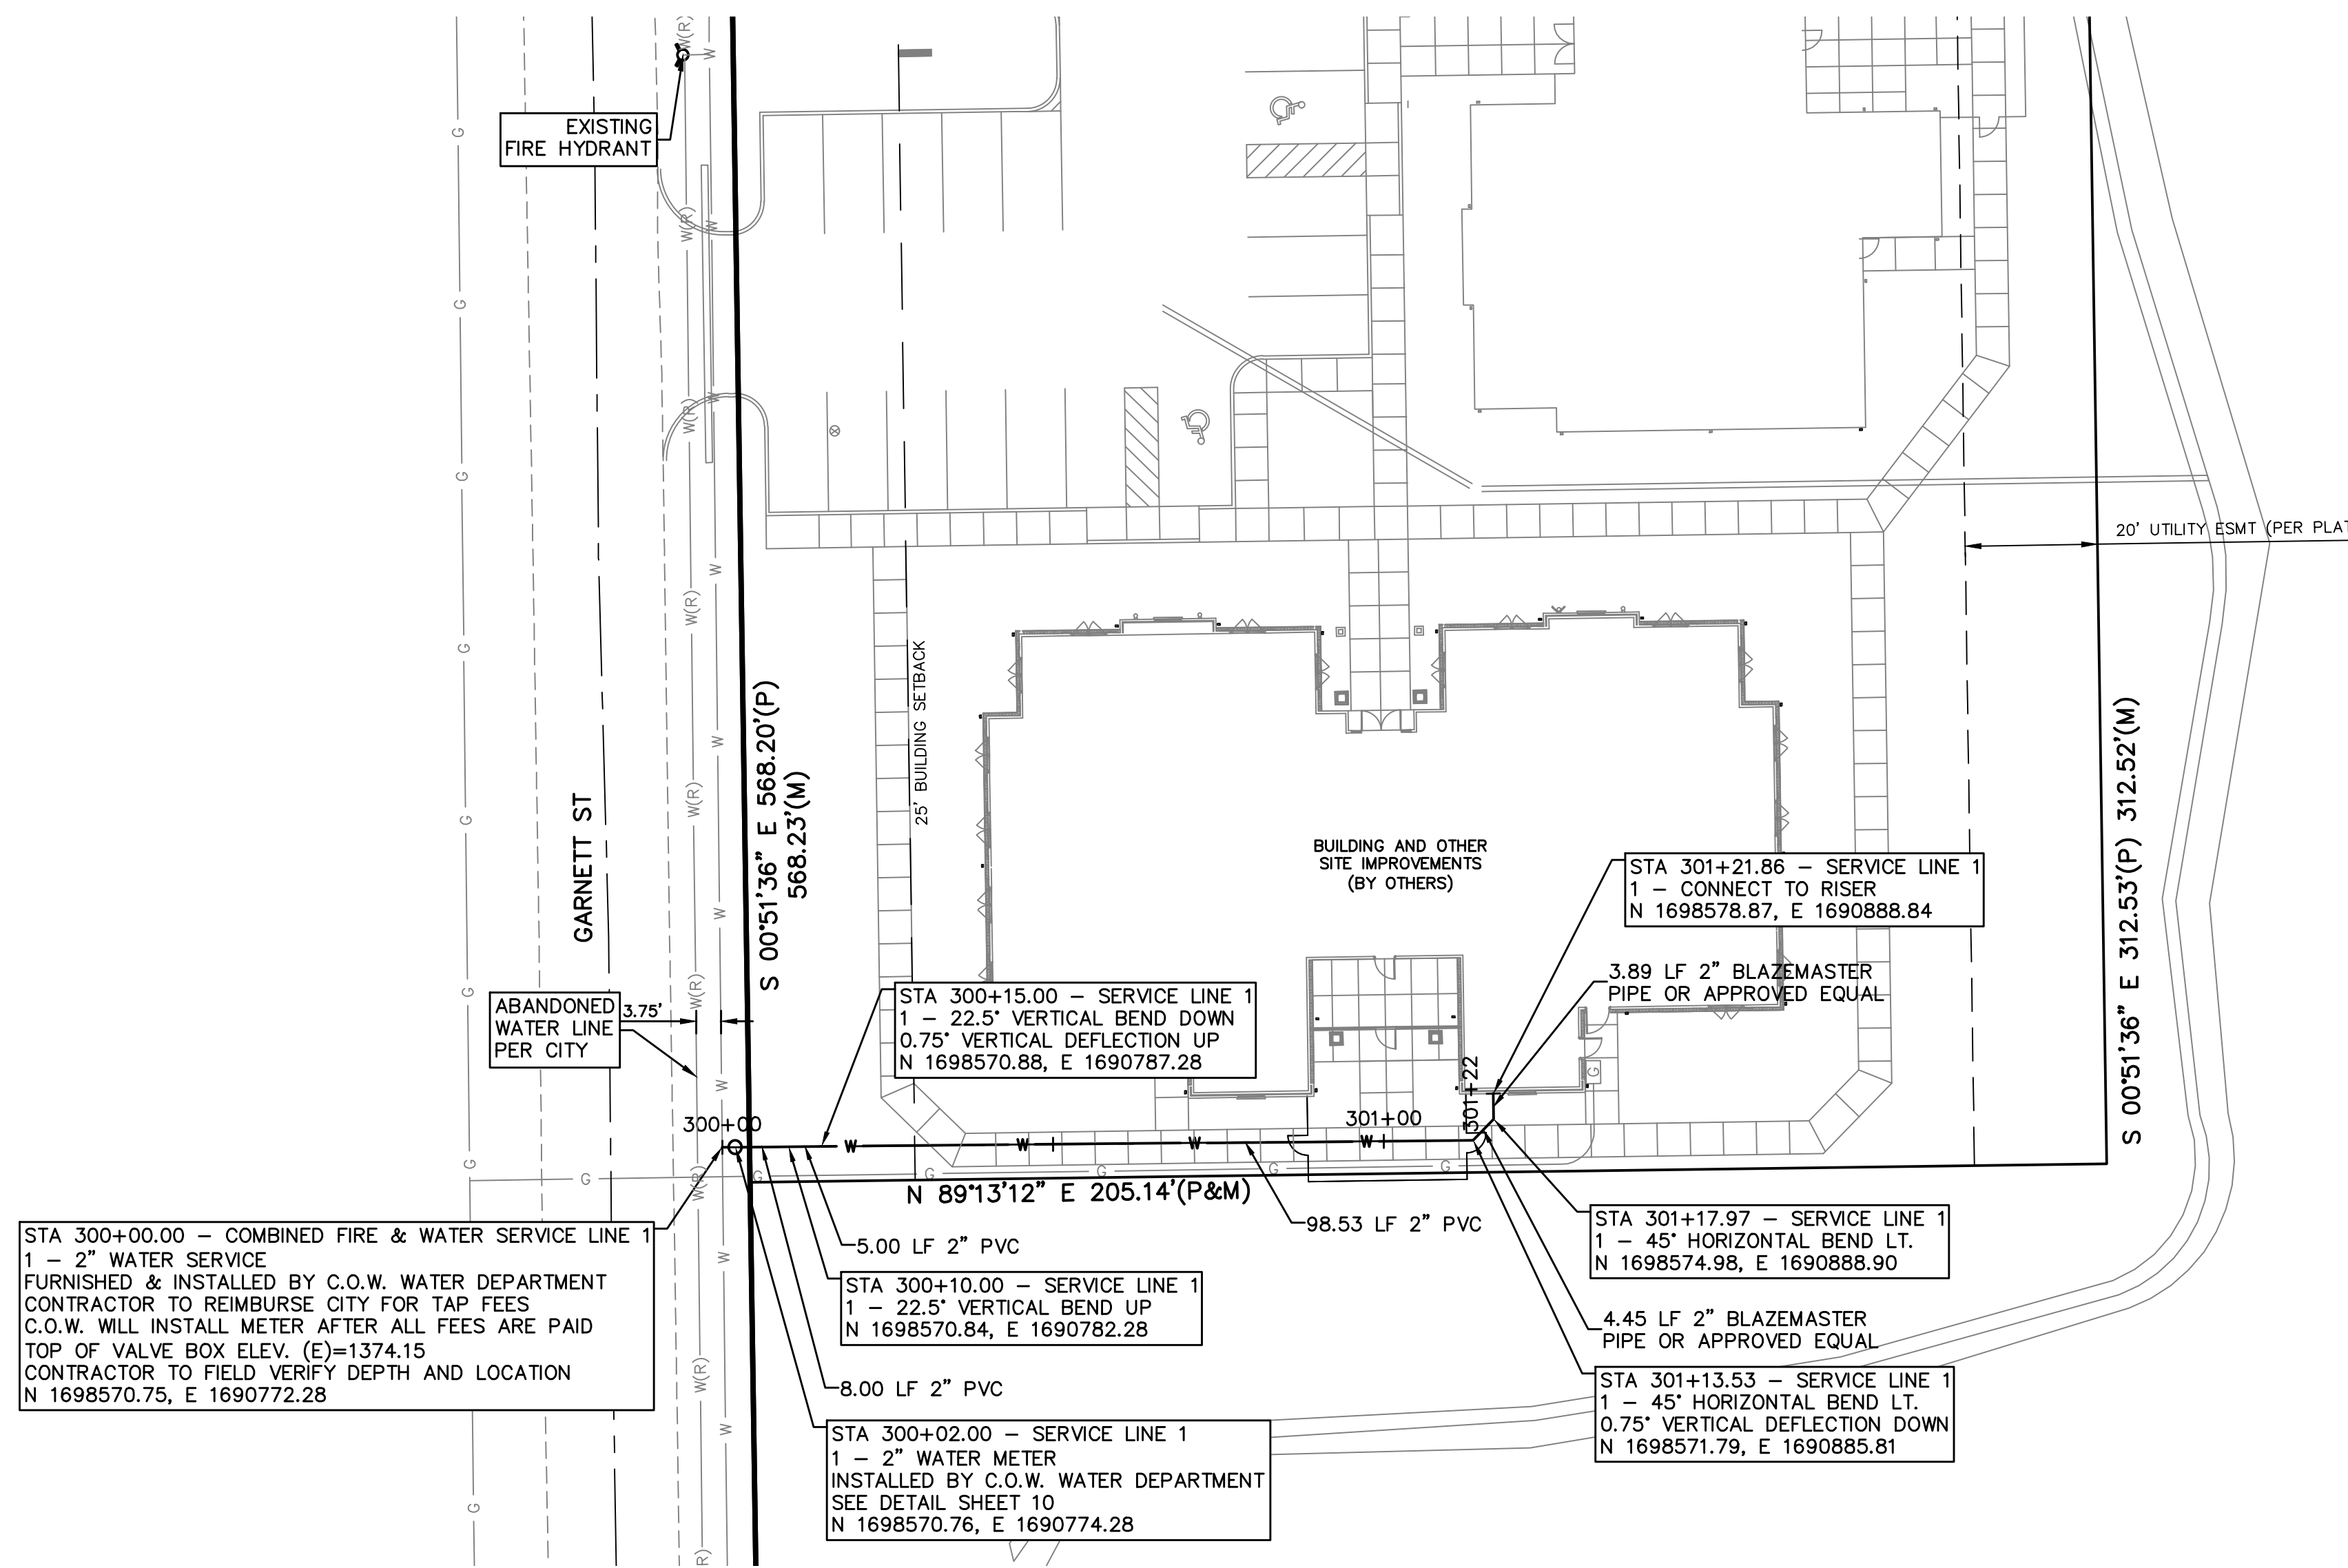 EXISTING
FIRE HYDRANT
W(R)
W
W(R)
W
W(R)
W
W(R)
W
W(R)
W
W(R)
W
W(R)
W
W(R)
W
W
G
G
G
G
G
G
G
G
G
20' UTILITY ESMT (PER PLAT
25' BUILDING SETBACK
GARNETT ST
S 00°51'36" E 568.20'(P)
568.23'(M)
S 00°51'36" E 312.53'(P) 312.52'(M)
BUILDING AND OTHER
SITE IMPROVEMENTS
(BY OTHERS)
STA 301+21.86 – SERVICE LINE 1
1 – CONNECT TO RISER
N 1698578.87, E 1690888.84
3.89 LF 2" BLAZEMASTER
PIPE OR APPROVED EQUAL
STA 300+15.00 – SERVICE LINE 1
1 – 22.5° VERTICAL BEND DOWN
0.75° VERTICAL DEFLECTION UP
N 1698570.88, E 1690787.28
ABANDONED
WATER LINE
PER CITY
3.75'
300+00
301+00
301+22
G
W
W
W
W
G
G
G
G
G
G
N 89°13'12" E 205.14'(P&M)
98.53 LF 2" PVC
5.00 LF 2" PVC
STA 301+17.97 – SERVICE LINE 1
1 – 45° HORIZONTAL BEND LT.
N 1698574.98, E 1690888.90
STA 300+00.00 – COMBINED FIRE & WATER SERVICE LINE 1
1 – 2" WATER SERVICE
FURNISHED & INSTALLED BY C.O.W. WATER DEPARTMENT
CONTRACTOR TO REIMBURSE CITY FOR TAP FEES
C.O.W. WILL INSTALL METER AFTER ALL FEES ARE PAID
TOP OF VALVE BOX ELEV. (E)=1374.15
CONTRACTOR TO FIELD VERIFY DEPTH AND LOCATION
N 1698570.75, E 1690772.28
STA 300+10.00 – SERVICE LINE 1
1 – 22.5° VERTICAL BEND UP
N 1698570.84, E 1690782.28
4.45 LF 2" BLAZEMASTER
PIPE OR APPROVED EQUAL
8.00 LF 2" PVC
STA 301+13.53 – SERVICE LINE 1
1 – 45° HORIZONTAL BEND LT.
0.75° VERTICAL DEFLECTION DOWN
N 1698571.79, E 1690885.81
STA 300+02.00 – SERVICE LINE 1
1 – 2" WATER METER
INSTALLED BY C.O.W. WATER DEPARTMENT
SEE DETAIL SHEET 10
N 1698570.76, E 1690774.28
W
R)